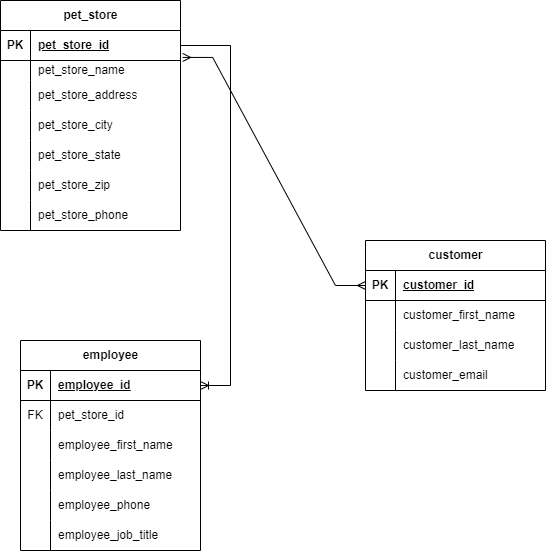 pet_store
PK pet_store_id
pet_store_name
pet_store_address
pet_store_city
pet_store_state
pet_store_zip
pet_store_phone
customer
PK customer_id
customer_first_name
customer_last_name
customer_email
employee
PK employee_id
FK pet_store_id
employee_first_name
employee_last_name
employee_phone
employee_job_title